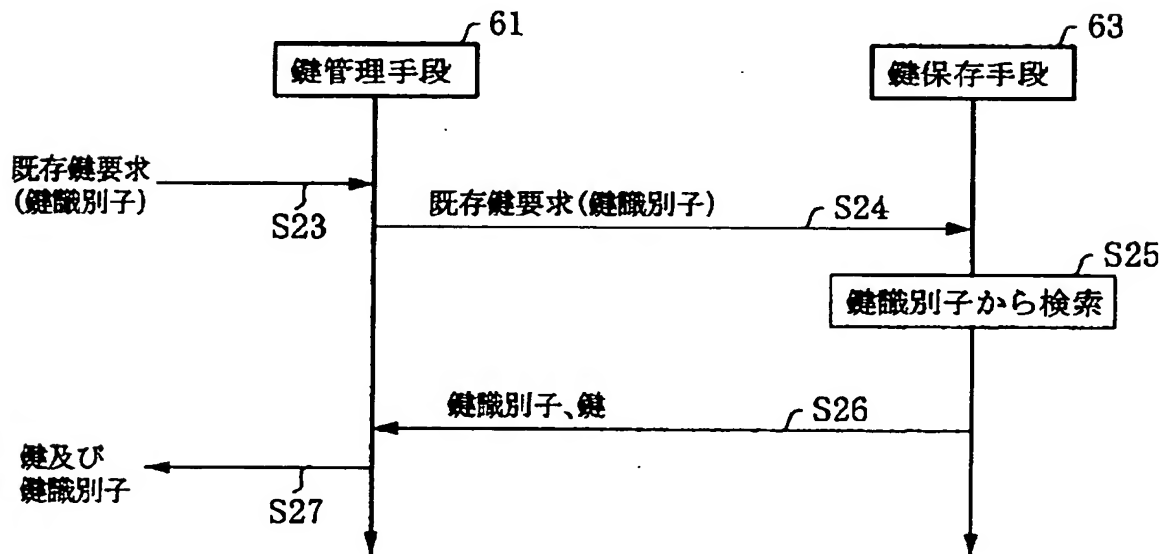 61
63
鍵管理手段
鍵保存手段
既存鍵要求
(鍵識別子)
S23
既存鍵要求(鍵識別子)
S24
S25
鍵識別子から検索
鍵識別子、鍵
S26
鍵及び
鍵識別子
S27